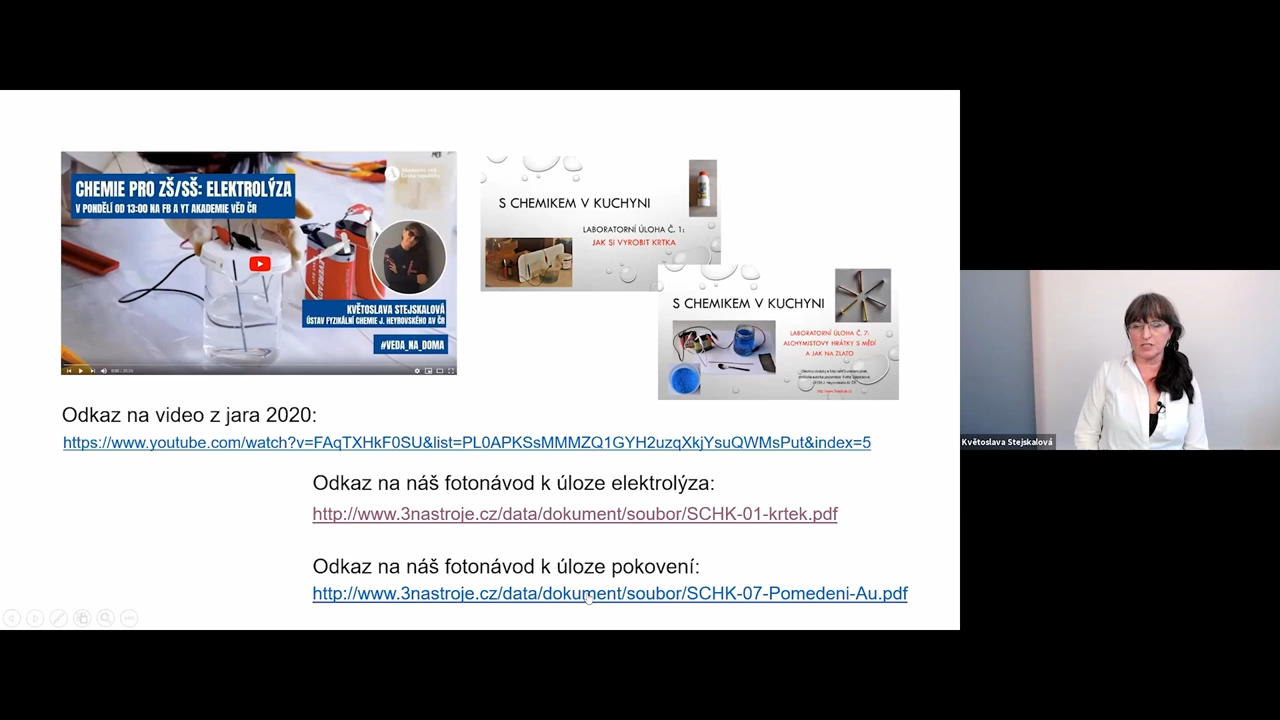 CHEMIE PRO ZŠ/SŠ: ELEKTROLÝZA
V PONDĚLÍ OD 13:00 NA FB A YT AKADEMIE VĚD ČR
KVĚTOSLAVA STEJSKALOVÁ
ÚSTAV FYZIKÁLNÍ CHEMIE J. HEYROVSKÉHO AV ČR
#VEDA_NA_DOMA
S CHEMIKEM V KUCHYNI
LABORATORNÍ ÚLOHA Č. 1:
JAK SI VYROBIT KRTKA
S CHEMIKEM V KUCHYNI
LABORATORNÍ ÚLOHA Č. 7:
ALCHYMISTOVY HRÁTKY S MĚDÍ
A JAK NA ZLATO
Odkaz na video z jara 2020:
https://www.youtube.com/watch?v=FAqTXHkF0SU&list=PL0APKSsMMMZQ1GYH2uzqXkjYsuQWMsPut&index=5
Odkaz na náš fotonávod k úloze elektrolýza:
http://www.3nastroje.cz/data/dokument/soubor/SCHK-01-krtek.pdf
Odkaz na náš fotonávod k úloze pokovení:
http://www.3nastroje.cz/data/dokument/soubor/SCHK-07-Pomedeni-Au.pdf
Květoslava Stejskalová